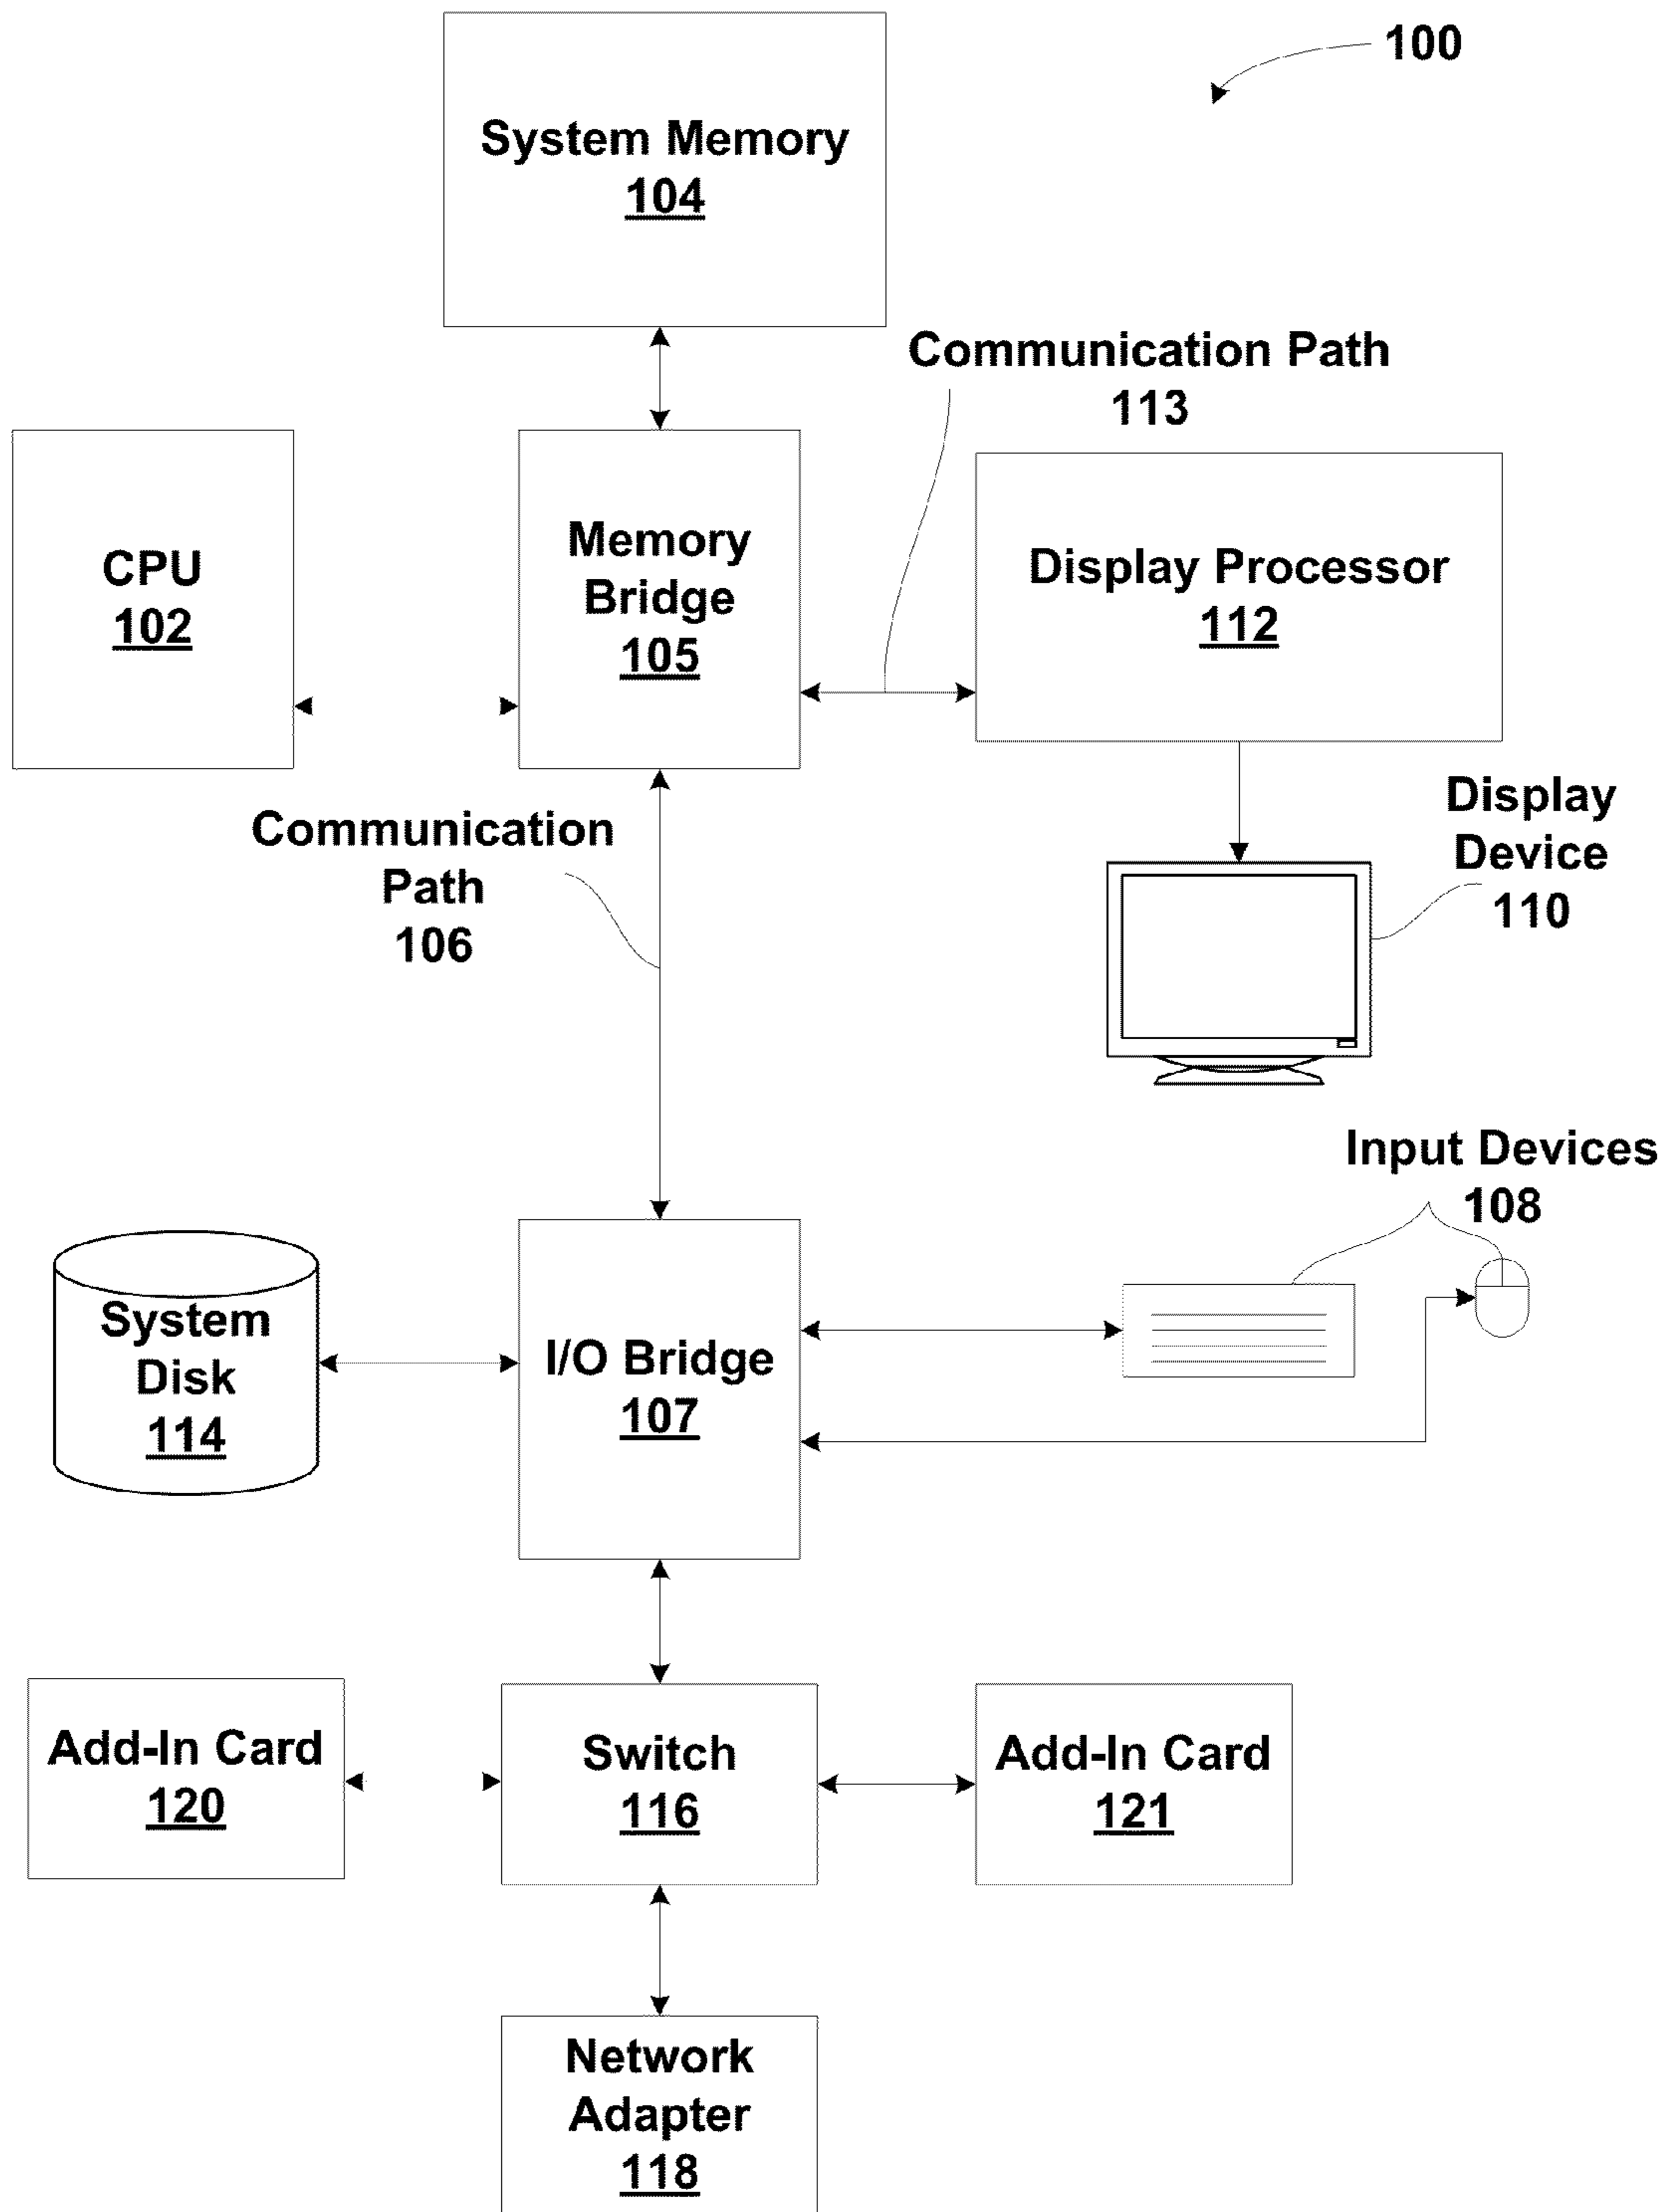 100
System Memory
104
Communication Path
113
CPU
102
Memory
Bridge
105
Display Processor
112
Communication
Path
106
Display
Device
110
Input Devices
108
System
Disk
114
I/O Bridge
107
Add-In Card
120
Switch
116
Add-In Card
121
Network
Adapter
118